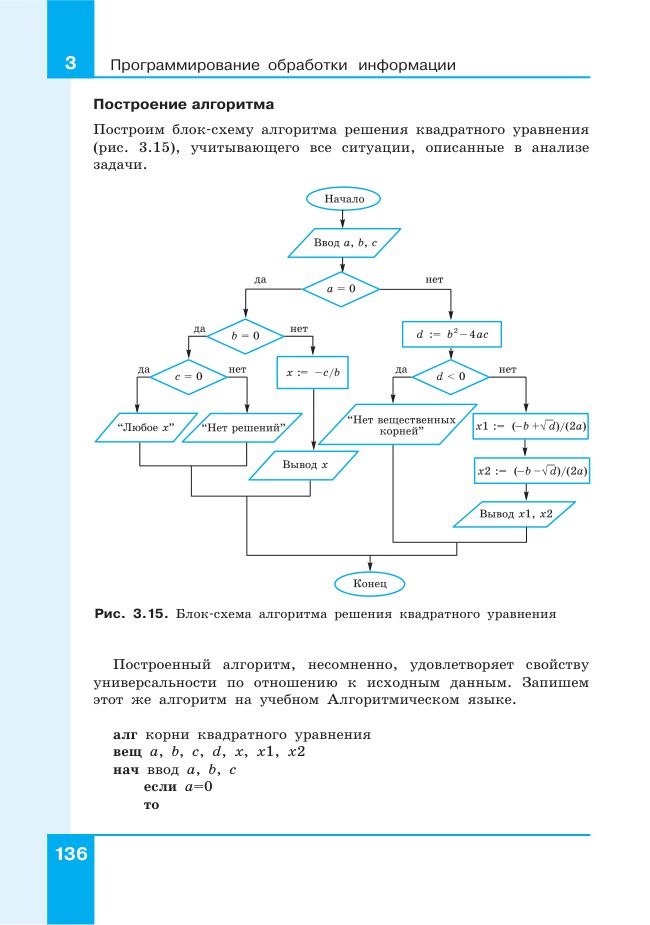 3
Программирование обработки информации
Построение алгоритма
Построим блок-схему алгоритма решения квадратного уравнения
(рис. 3.15), учитывающего все ситуации, описанные в анализе
задачи.
Начало
Ввод a, b, c
да
a = 0
нет
да
b = 0
нет
d := b² − 4ac
да
c = 0
нет
x := −c/b
да
d < 0
нет
“Любое x”
“Нет решений”
“Нет вещественных
корней”
x1 := (−b +√d)/(2a)
Вывод x
x2 := (−b −√d)/(2a)
Вывод x1, x2
Конец
Рис. 3.15. Блок-схема алгоритма решения квадратного уравнения
Построенный алгоритм, несомненно, удовлетворяет свойству
универсальности по отношению к исходным данным. Запишем
этот же алгоритм на учебном Алгоритмическом языке.
алг корни квадратного уравнения
вещ a, b, c, d, x, x1, x2
нач ввод a, b, c
если a=0
то
136